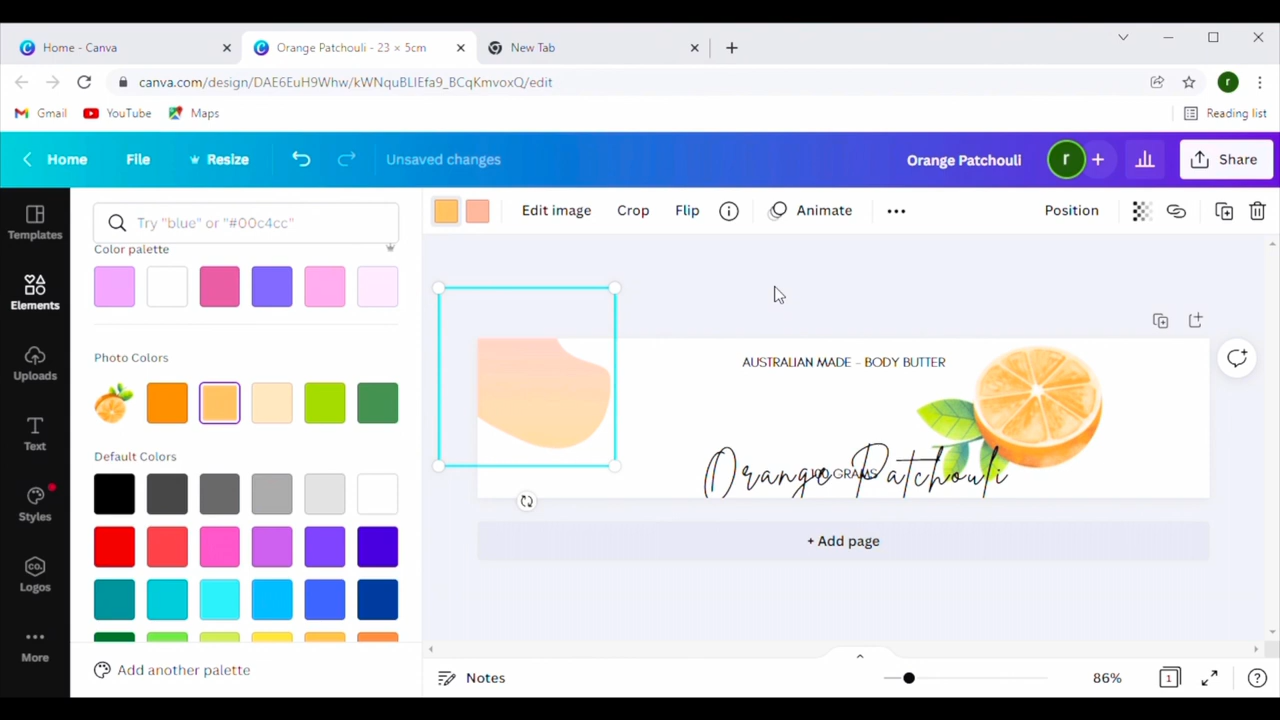 Home - Canva
Orange Patchouli - 23 × 5cm
New Tab
canva.com/design/DAE6EuH9Whw/kWNquBLIEfa9_BCqKmvoxQ/edit
r
Gmail
YouTube
Maps
Reading list
Home
File
Resize
Unsaved changes
Orange Patchouli
r
Share
Templates
Elements
Uploads
Text
Styles
CO.
Logos
More
Try "blue" or "#00c4cc"
Color palette
Photo Colors
Default Colors
Add another palette
Edit image
Crop
Flip
Animate
Position
AUSTRALIAN MADE - BODY BUTTER
Orange Patchouli
100 GRAMS
+ Add page
Notes
86%
1